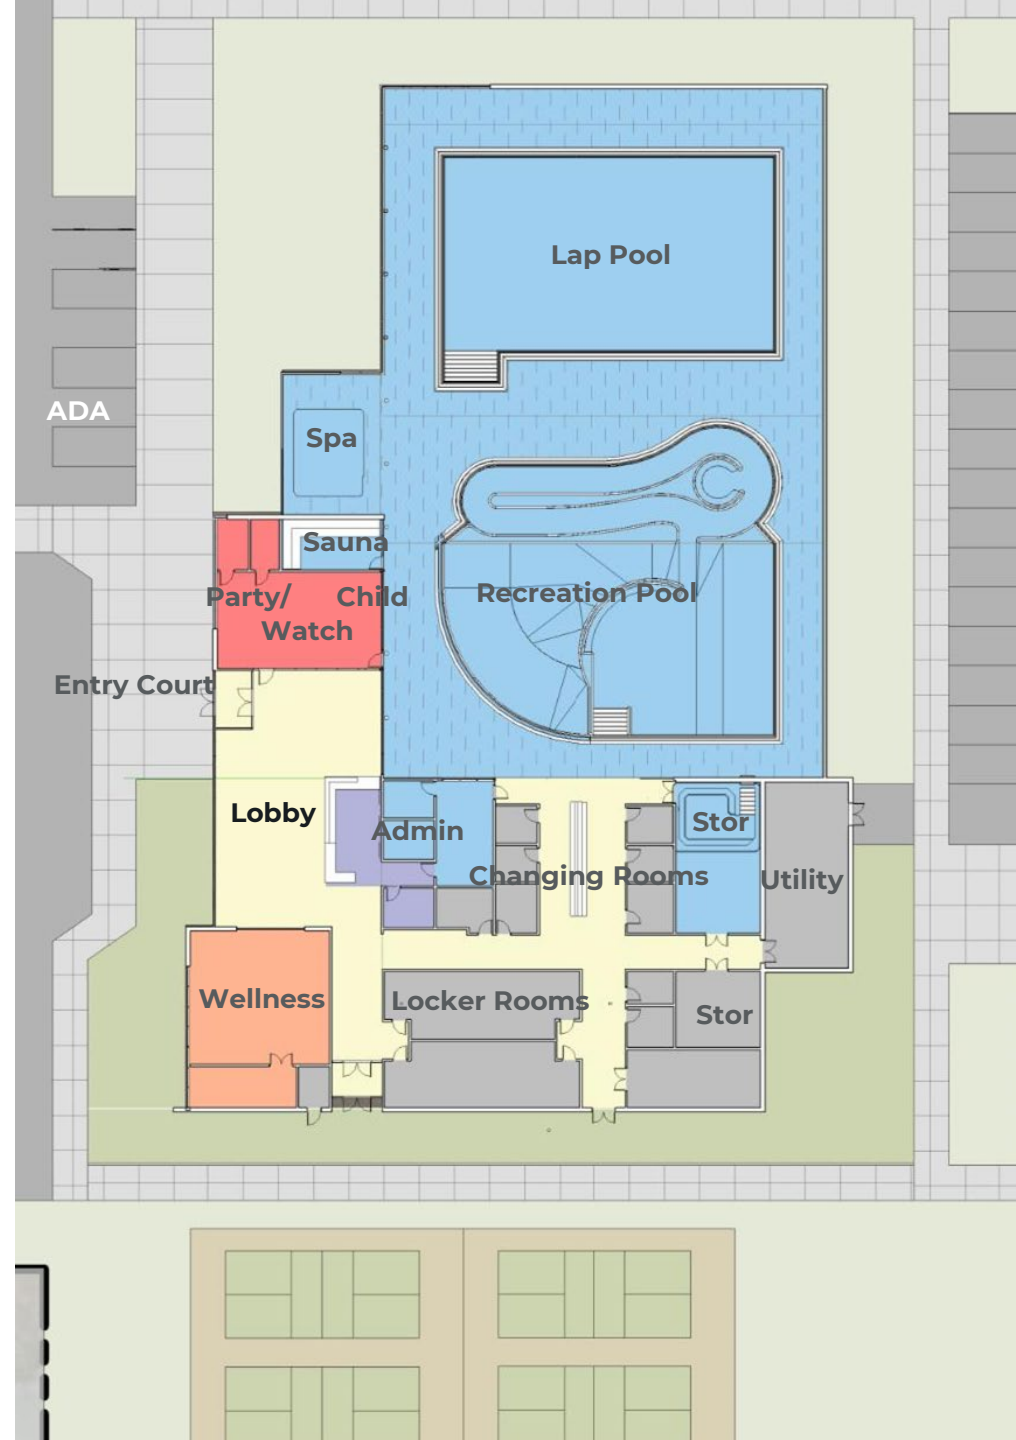 Lap Pool
ADA
Spa
Sauna
Party/ Child
Watch
Recreation Pool
Entry Court
Lobby
Admin
Stor
Changing Rooms
Utility
Wellness
Locker Rooms
Stor